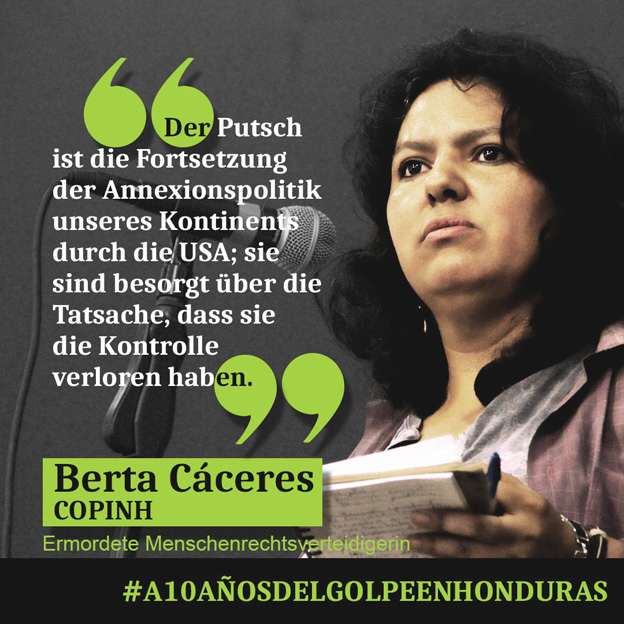 Der Putsch
ist die Fortsetzung
der Annexionspolitik
unseres Kontinents
durch die USA; sie
sind besorgt über die
Tatsache, dass sie
die Kontrolle
verloren haben.
Berta Cáceres
COPINH
Ermordete Menschenrechtsverteidigerin
#A10AÑOSDELGOLPEENHONDURAS